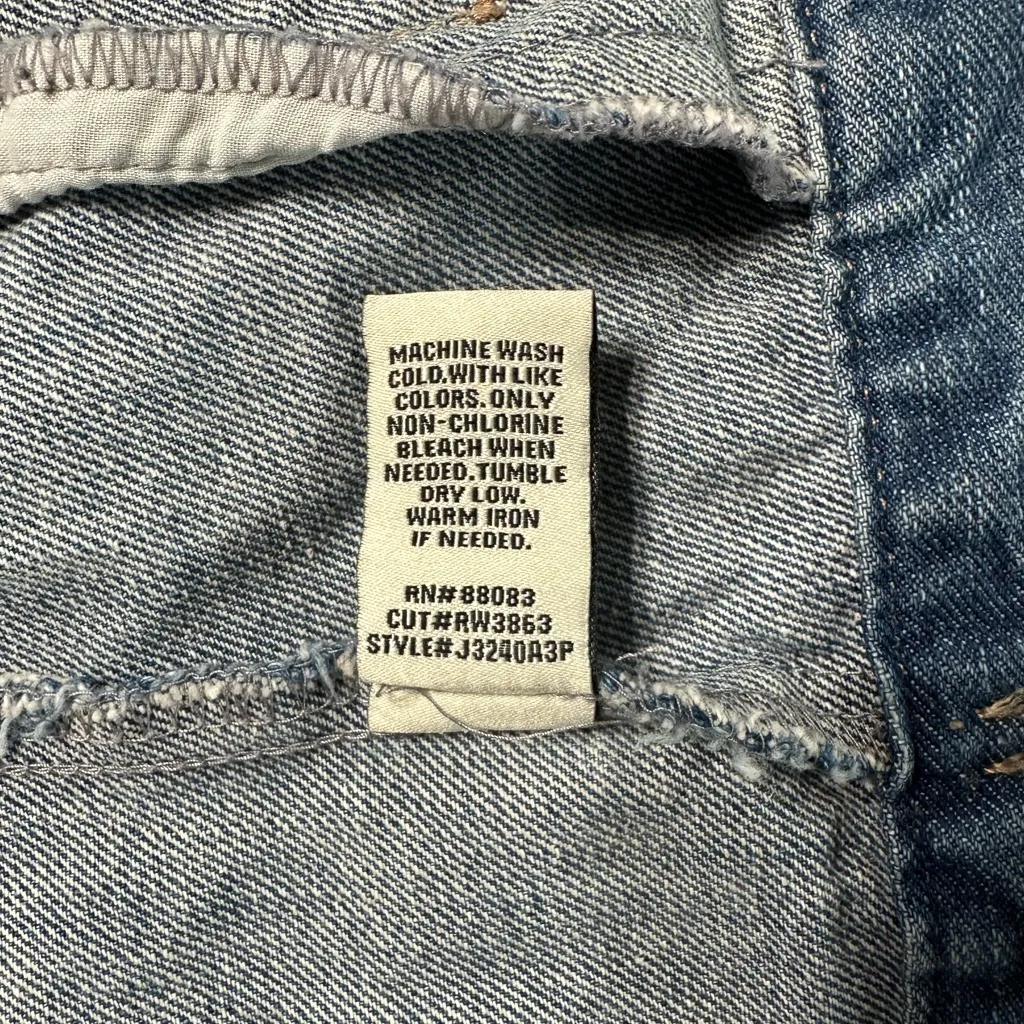 MACHINE WASH
COLD.WITH LIKE
COLORS. ONLY
NON-CHLORINE
BLEACH WHEN
NEEDED.TUMBLE
DRY LOW.
WARM IRON
IF NEEDED.
RN#88083
CUT#RW3863
STYLE#J3240A3P